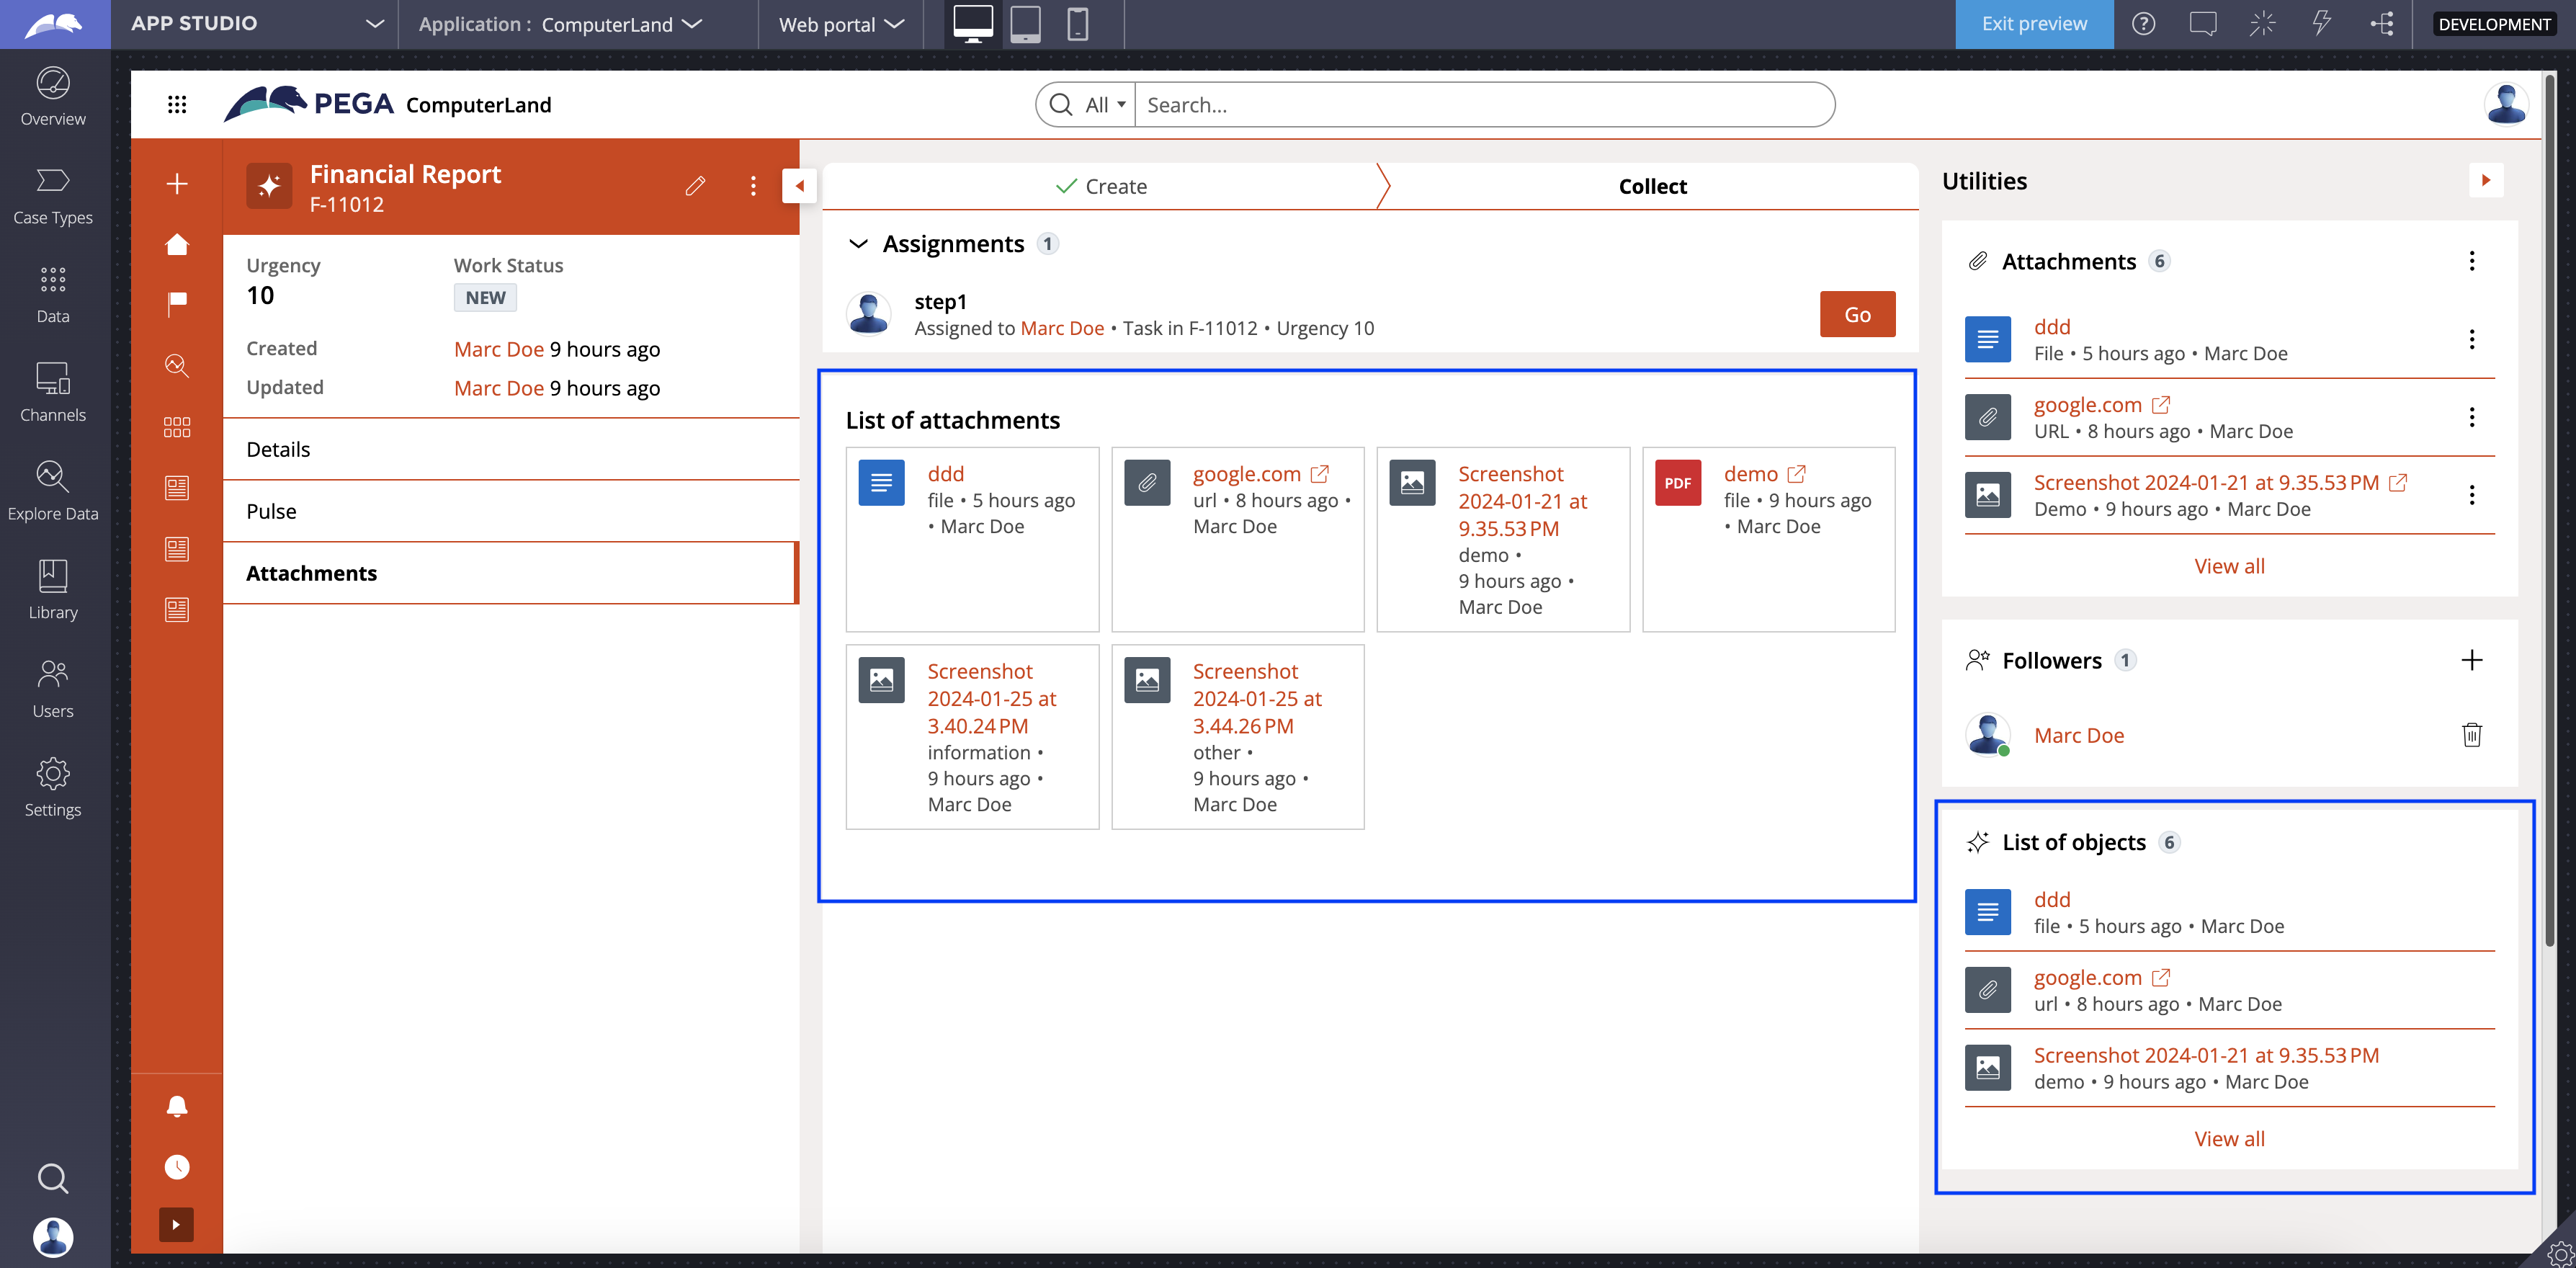 APP STUDIO
Application : ComputerLand
Web portal
Exit preview
DEVELOPMENT
Overview
Case Types
Data
Channels
Explore Data
Library
Users
Settings
PEGA ComputerLand
All
Search...
Financial Report
F-11012
Urgency
10
Work Status
NEW
Created
Marc Doe 9 hours ago
Updated
Marc Doe 9 hours ago
Details
Pulse
Attachments
Create
Collect
Assignments 1
step1
Assigned to Marc Doe • Task in F-11012 • Urgency 10
Go
List of attachments
ddd
file • 5 hours ago
• Marc Doe
google.com
url • 8 hours ago •
Marc Doe
Screenshot
2024-01-21 at
9.35.53 PM
demo •
9 hours ago •
Marc Doe
PDF
demo
file • 9 hours ago
• Marc Doe
Screenshot
2024-01-25 at
3.40.24 PM
information •
9 hours ago •
Marc Doe
Screenshot
2024-01-25 at
3.44.26 PM
other •
9 hours ago •
Marc Doe
Utilities
Attachments 6
ddd
File • 5 hours ago • Marc Doe
google.com
URL • 8 hours ago • Marc Doe
Screenshot 2024-01-21 at 9.35.53 PM
Demo • 9 hours ago • Marc Doe
View all
Followers 1
Marc Doe
List of objects 6
ddd
file • 5 hours ago • Marc Doe
google.com
url • 8 hours ago • Marc Doe
Screenshot 2024-01-21 at 9.35.53 PM
demo • 9 hours ago • Marc Doe
View all